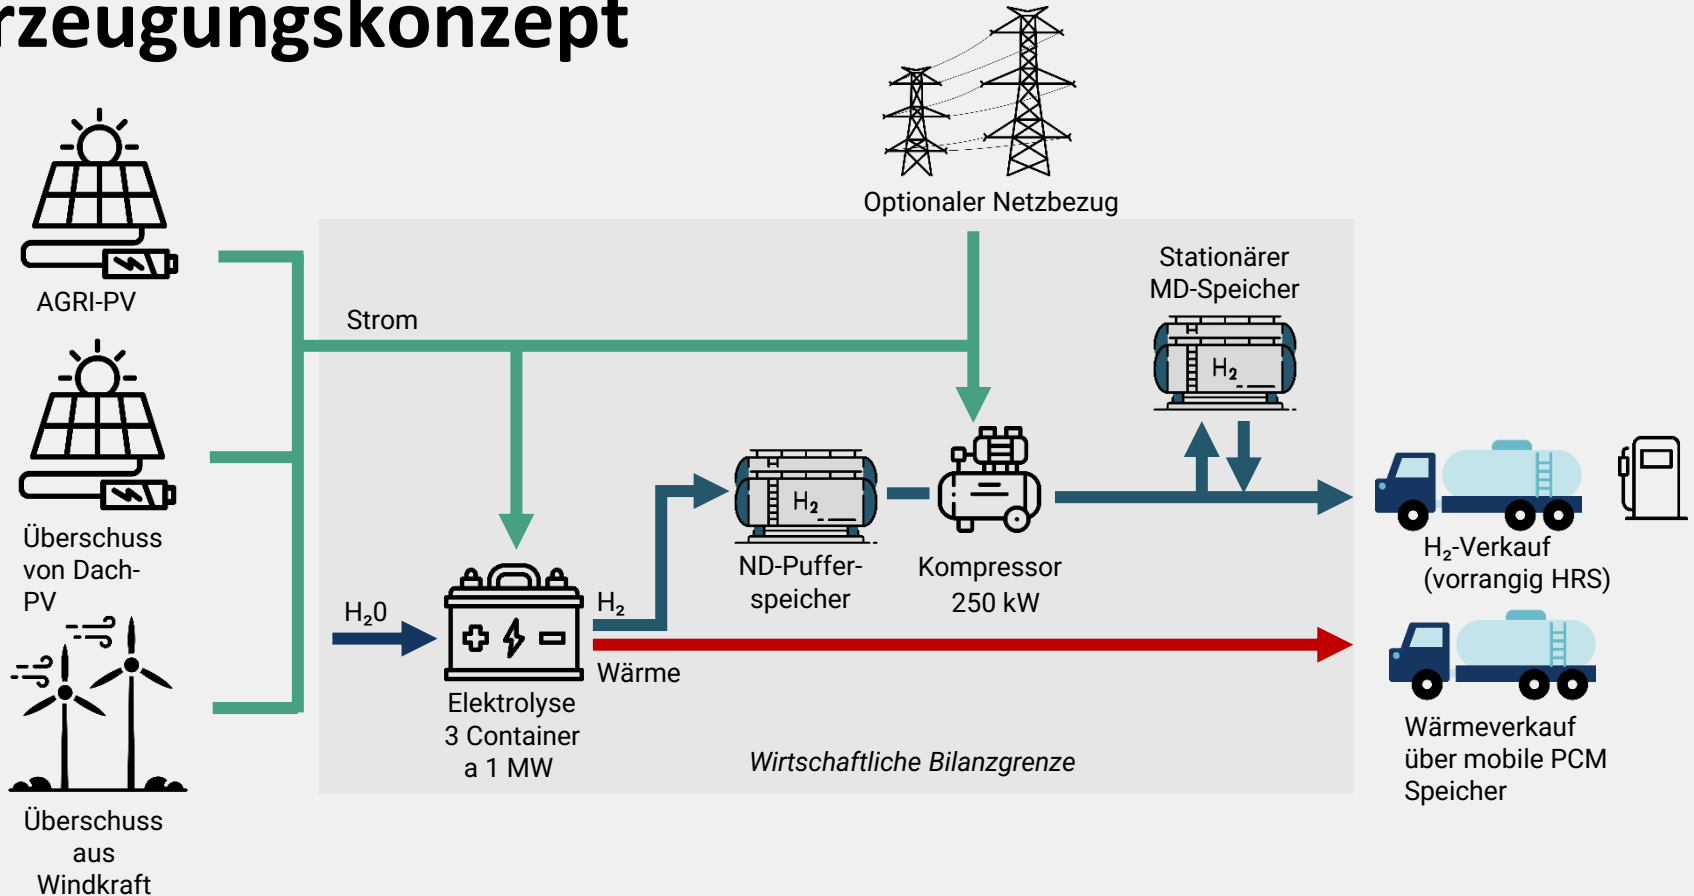 rzeugungskonzept
Optionaler Netzbezug
AGRI-PV
Strom
Stationärer
MD-Speicher
H₂
Überschuss
von Dach-
PV
H₂
ND-Puffer-
speicher
Kompressor
250 kW
H₂-Verkauf
(vorrangig HRS)
H₂0
H₂
Wärme
Elektrolyse
3 Container
a 1 MW
Wirtschaftliche Bilanzgrenze
Wärmeverkauf
über mobile PCM
Speicher
Überschuss
aus
Windkraft